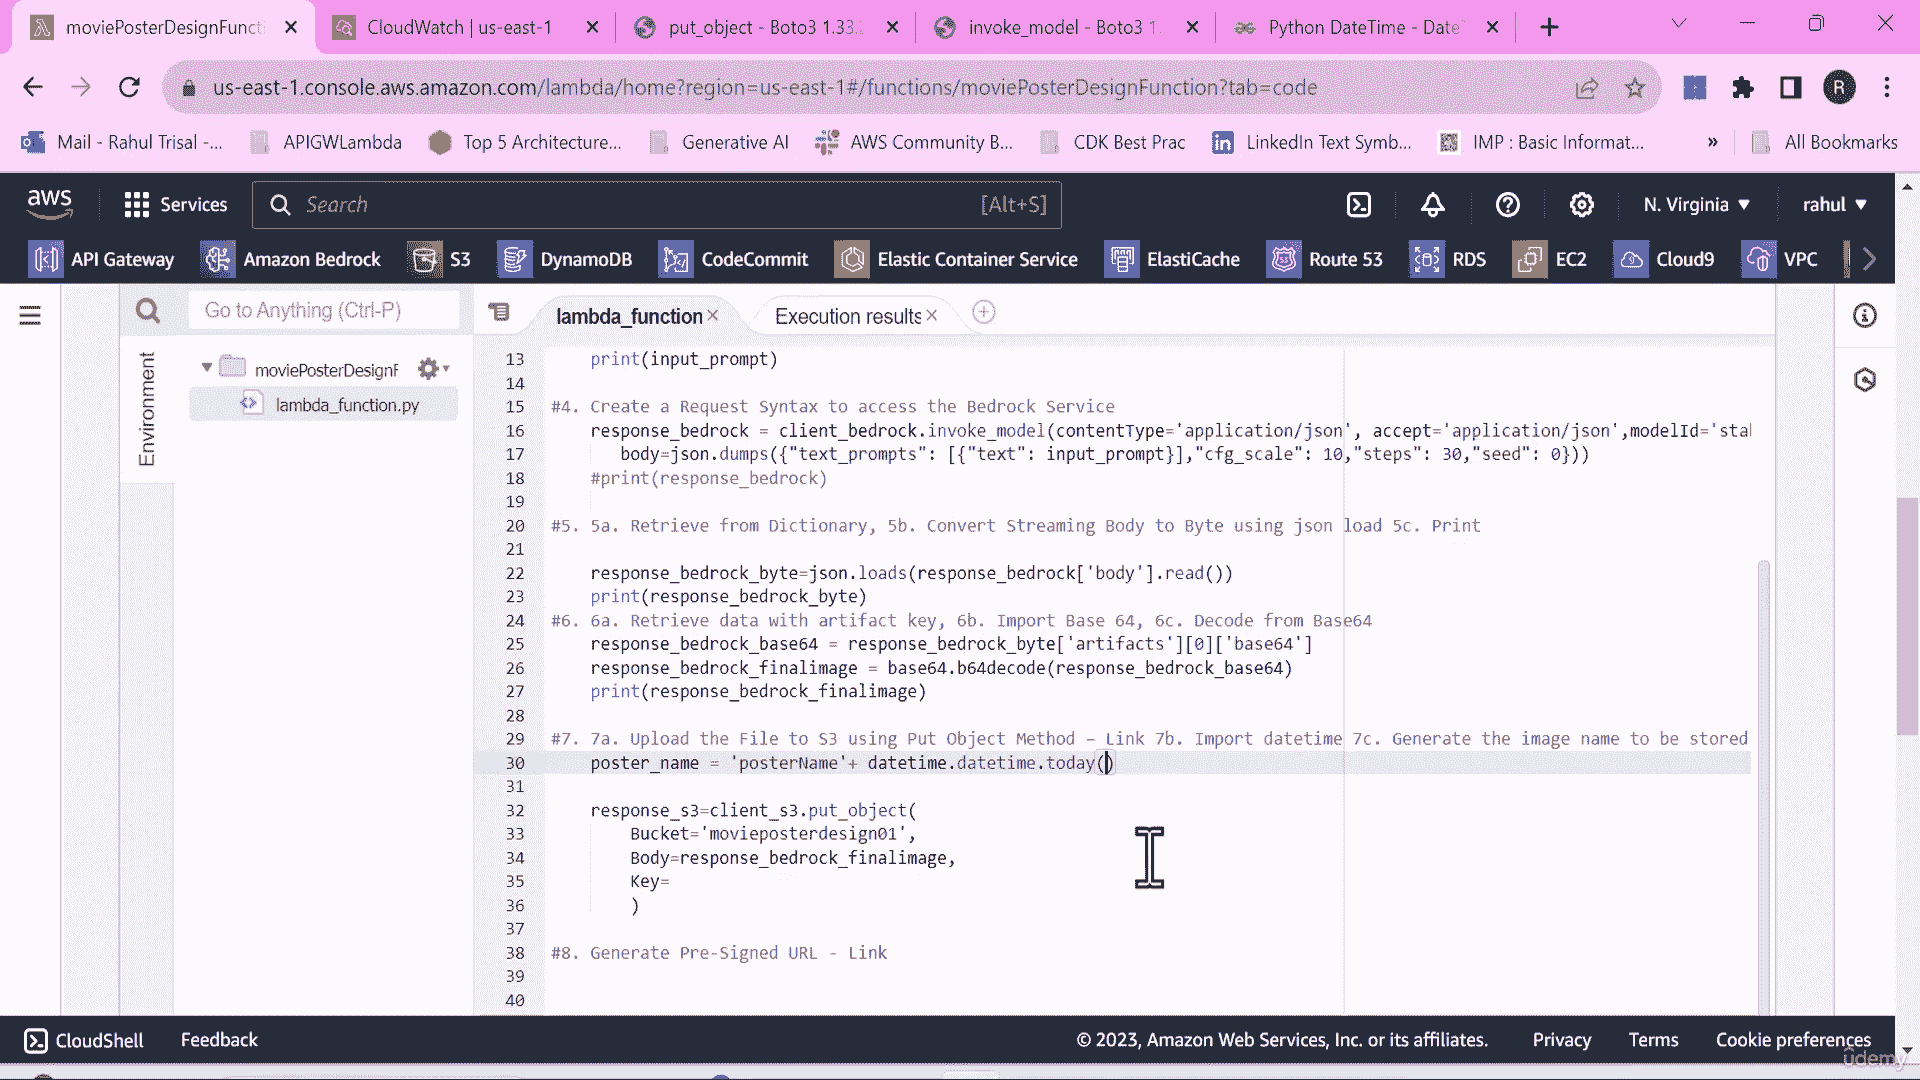 moviePosterDesignFuncti
CloudWatch | us-east-1
put_object - Boto3 1.33.
invoke_model - Boto3 1.
Python DateTime - Date
us-east-1.console.aws.amazon.com/lambda/home?region=us-east-1#/functions/moviePosterDesignFunction?tab=code
R
Mail - Rahul Trisal -...
APIGWLambda
Top 5 Architecture...
Generative AI
AWS Community B...
CDK Best Prac
LinkedIn Text Symb...
IMP : Basic Informat...
»
All Bookmarks
aws
Services
Search
[Alt+S]
N. Virginia
rahul
API Gateway
Amazon Bedrock
S3
DynamoDB
CodeCommit
Elastic Container Service
ElastiCache
Route 53
RDS
EC2
Cloud9
VPC
Go to Anything (Ctrl-P)
lambda_function
Execution results
Environment
moviePosterDesignF
lambda_function.py
13 print(input_prompt)
14
15 #4. Create a Request Syntax to access the Bedrock Service
16 response_bedrock = client_bedrock.invoke_model(contentType='application/json', accept='application/json',modelId='stal
17 body=json.dumps({"text_prompts": [{"text": input_prompt}],"cfg_scale": 10,"steps": 30,"seed": 0}))
18 #print(response_bedrock)
19
20 #5. 5a. Retrieve from Dictionary, 5b. Convert Streaming Body to Byte using json load 5c. Print
21
22 response_bedrock_byte=json.loads(response_bedrock['body'].read())
23 print(response_bedrock_byte)
24 #6. 6a. Retrieve data with artifact key, 6b. Import Base 64, 6c. Decode from Base64
25 response_bedrock_base64 = response_bedrock_byte['artifacts'][0]['base64']
26 response_bedrock_finalimage = base64.b64decode(response_bedrock_base64)
27 print(response_bedrock_finalimage)
28
29 #7. 7a. Upload the File to S3 using Put Object Method – Link 7b. Import datetime 7c. Generate the image name to be stored
30 poster_name = 'posterName'+ datetime.datetime.today()
31
32 response_s3=client_s3.put_object(
33 Bucket='movieposterdesign01',
34 Body=response_bedrock_finalimage,
35 Key=
36 )
37
38 #8. Generate Pre-Signed URL - Link
39
40
CloudShell
Feedback
© 2023, Amazon Web Services, Inc. or its affiliates.
Privacy
Terms
Cookie preferences
udemy